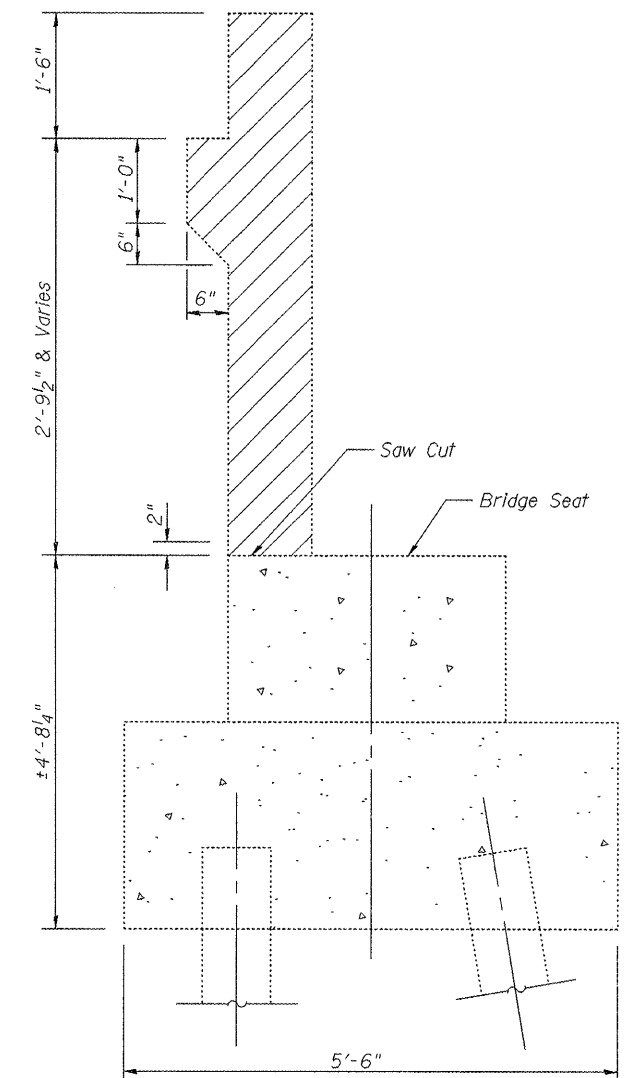 1'-6"
1'-0"
6"
6"
2'-9½" & Varies
Saw Cut
Bridge Seat
2"
±4'-8¼"
5'-6"